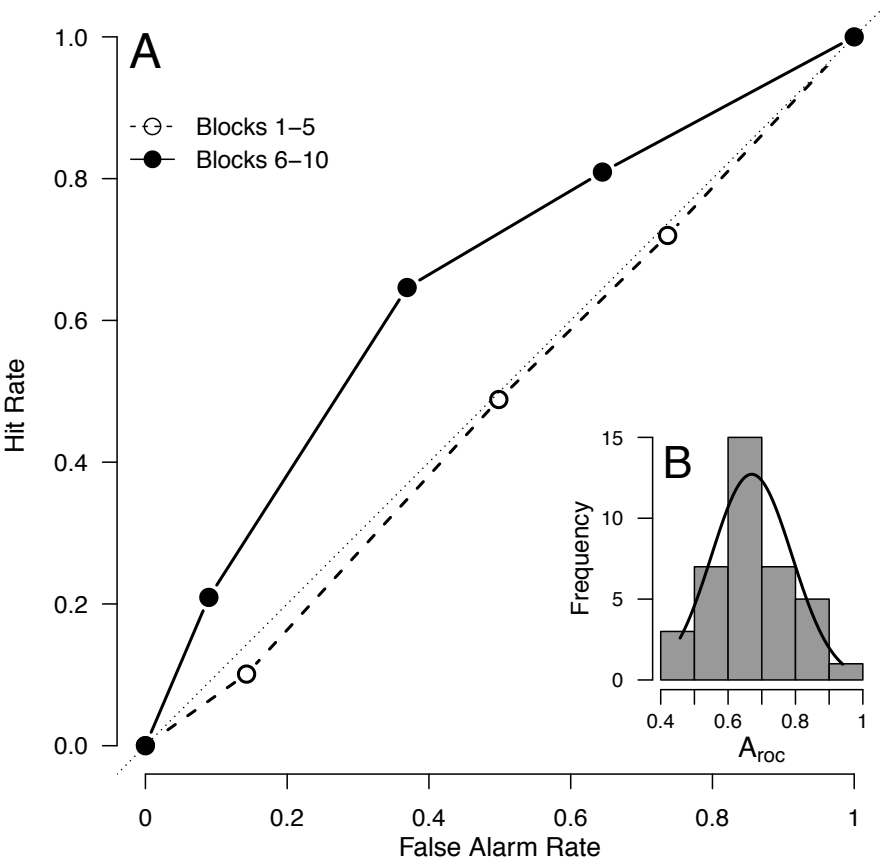 A
Blocks 1–5
Blocks 6–10
1.0
0.8
0.6
0.4
0.2
0.0
Hit Rate
0 0.2 0.4 0.6 0.8 1
False Alarm Rate
B
15
10
5
0
Frequency
0.4 0.6 0.8 1
Aroc